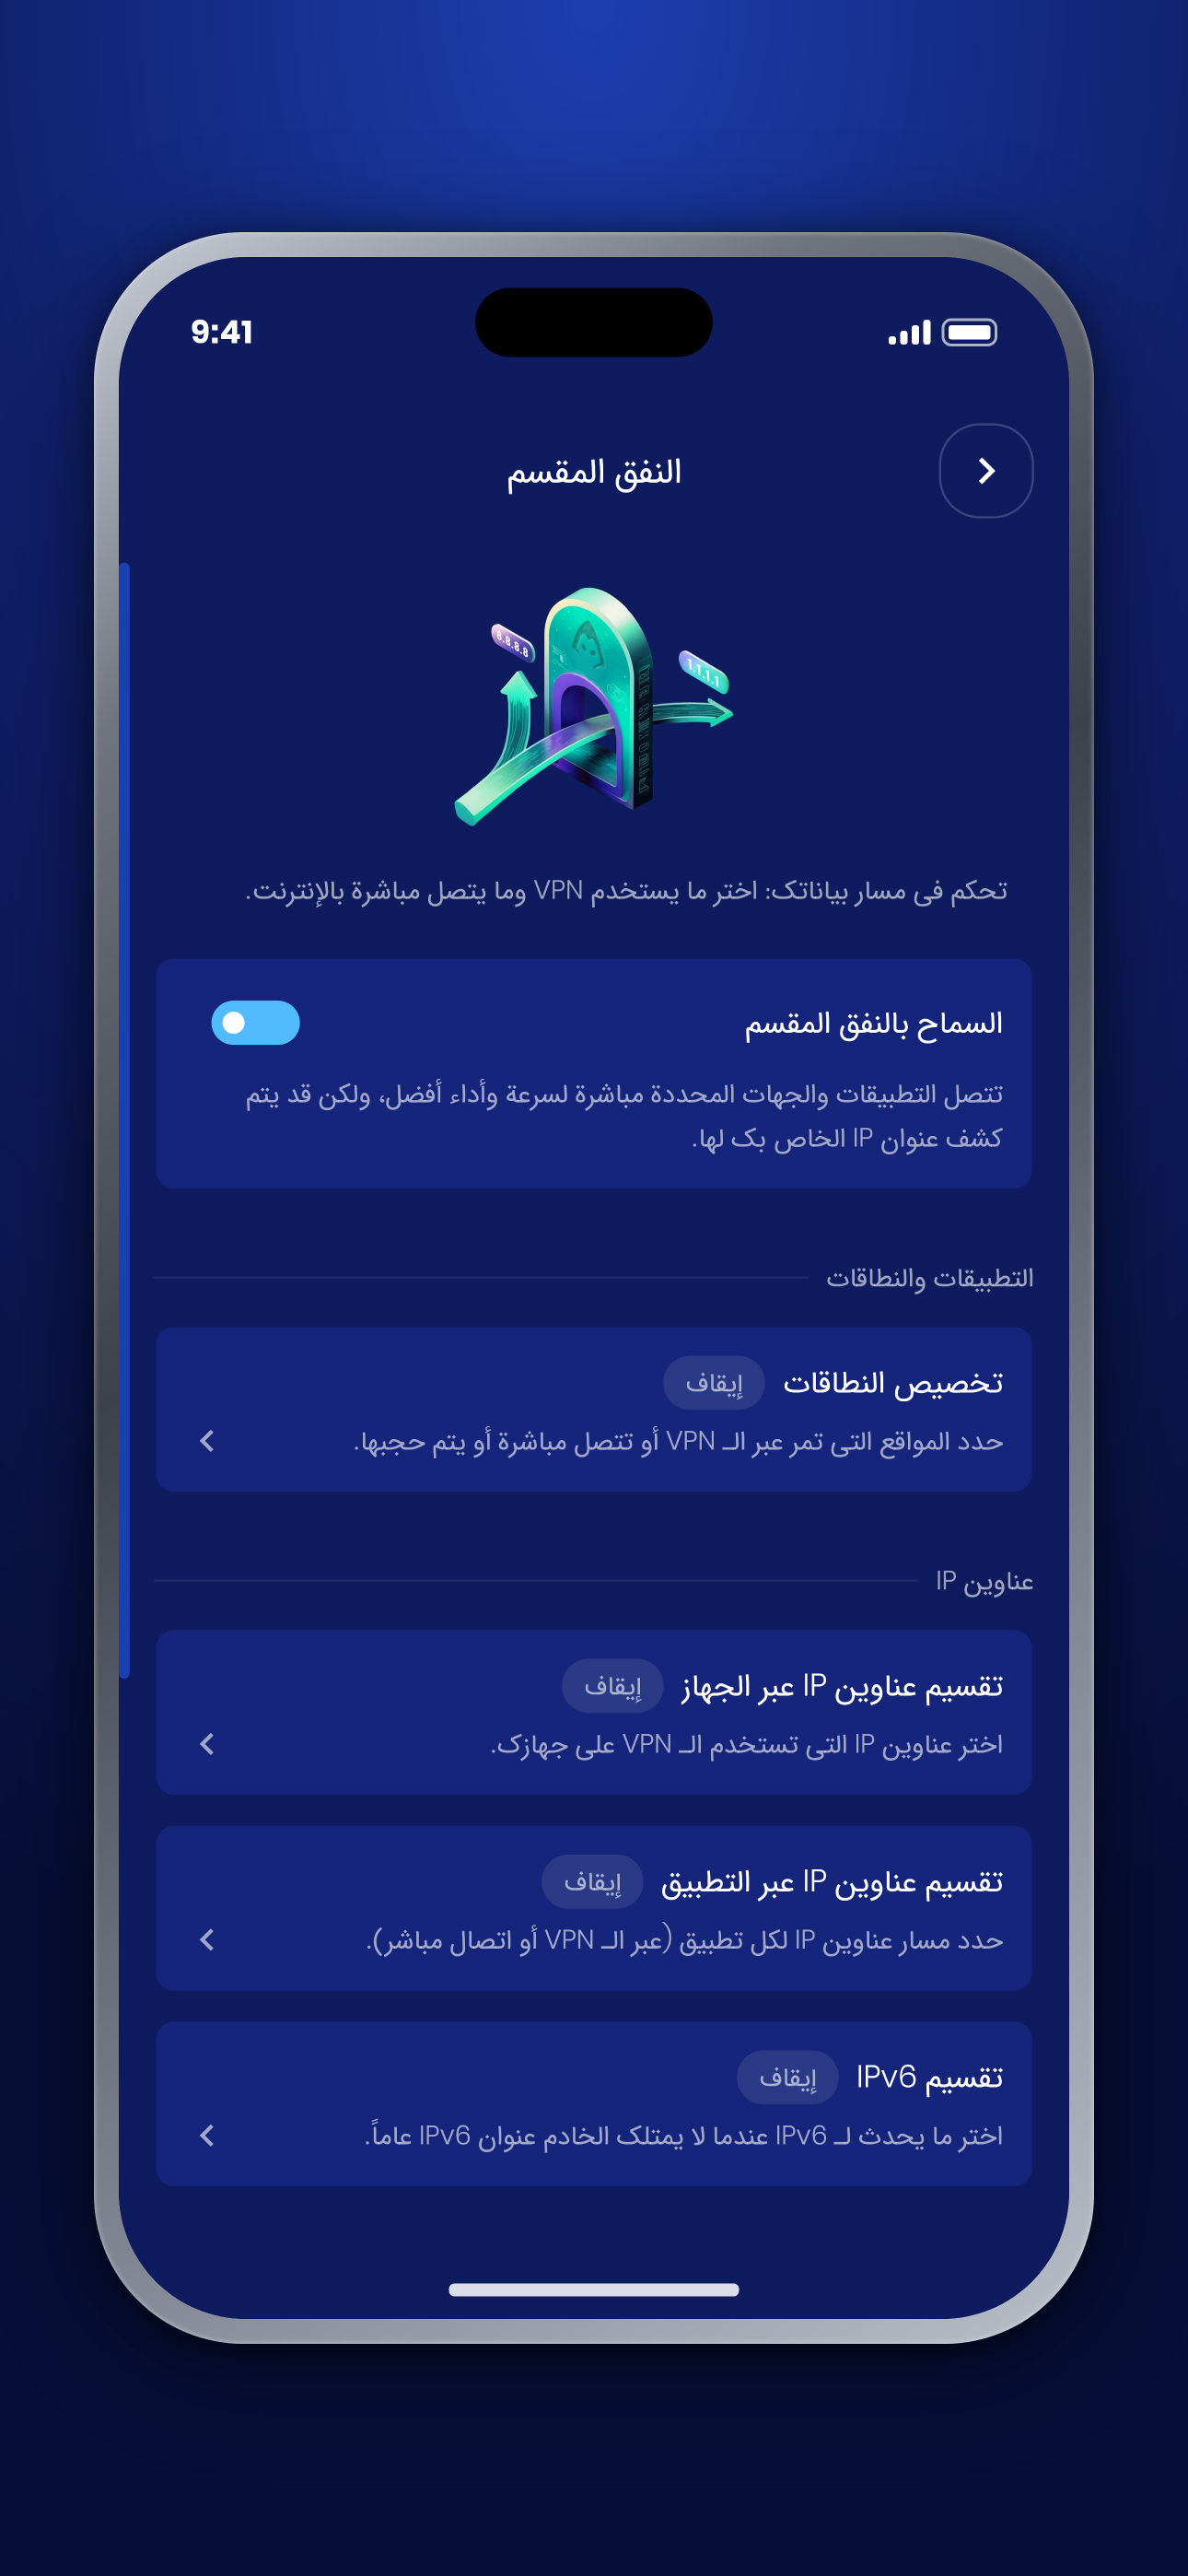 9:41
النفق المقسم
8.8.8.8
1.1.1.1
تحكم في مسار بياناتك: اختر ما يستخدم VPN وما يتصل مباشرة بالإنترنت.
السماح بالنفق المقسم
تتصل التطبيقات والجهات المحددة مباشرة لسرعة وأداء أفضل، ولكن قد يتم
كشف عنوان IP الخاص بك لها.
التطبيقات والنطاقات
تخصيص النطاقات إيقاف
حدد المواقع التي تمر عبر الـ VPN أو تتصل مباشرة أو يتم حجبها.
عناوين IP
تقسيم عناوين IP عبر الجهاز إيقاف
اختر عناوين IP التي تستخدم الـ VPN على جهازك.
تقسيم عناوين IP عبر التطبيق إيقاف
حدد مسار عناوين IP لكل تطبيق (عبر الـ VPN أو اتصال مباشر).
تقسيم IPv6 إيقاف
اختر ما يحدث لـ IPv6 عندما لا يمتلك الخادم عنوان IPv6 عاماً.